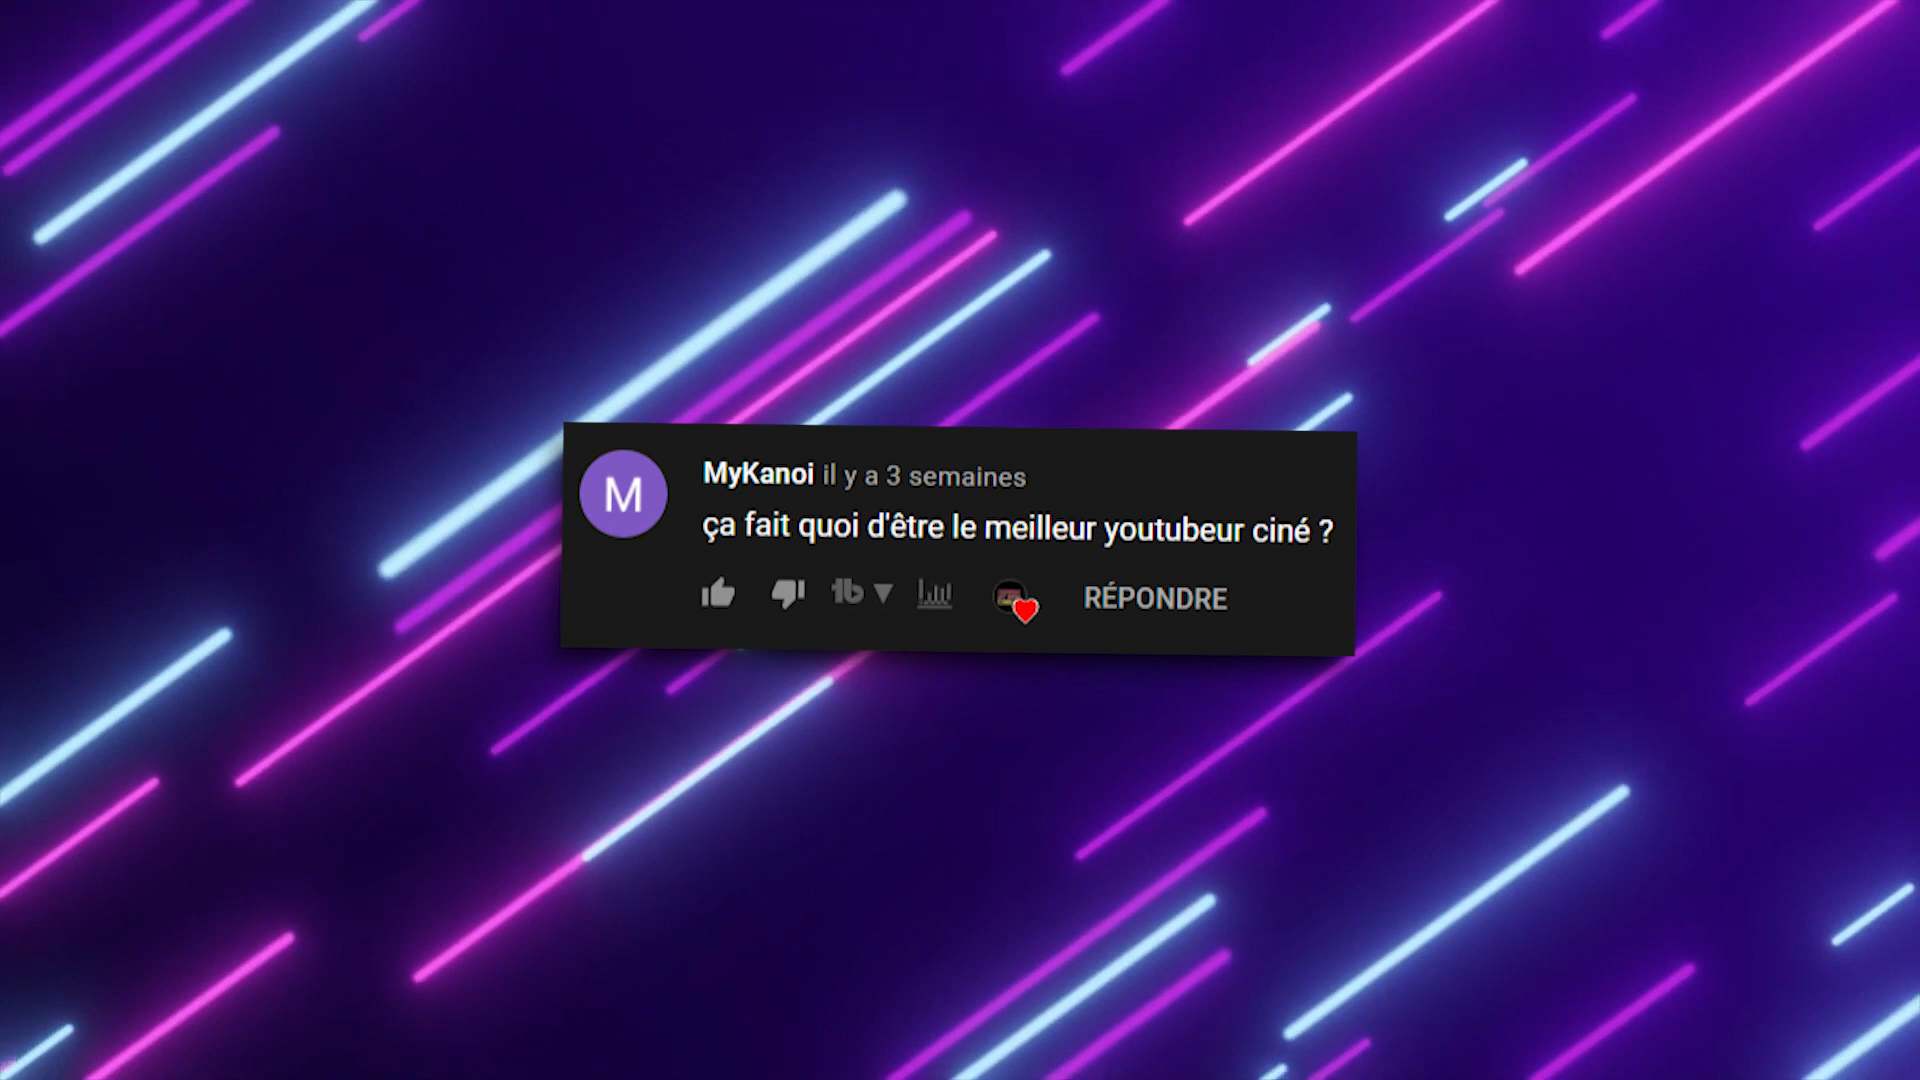 M
MyKanoi il y a 3 semaines
ça fait quoi d'être le meilleur youtubeur ciné ?
RÉPONDRE